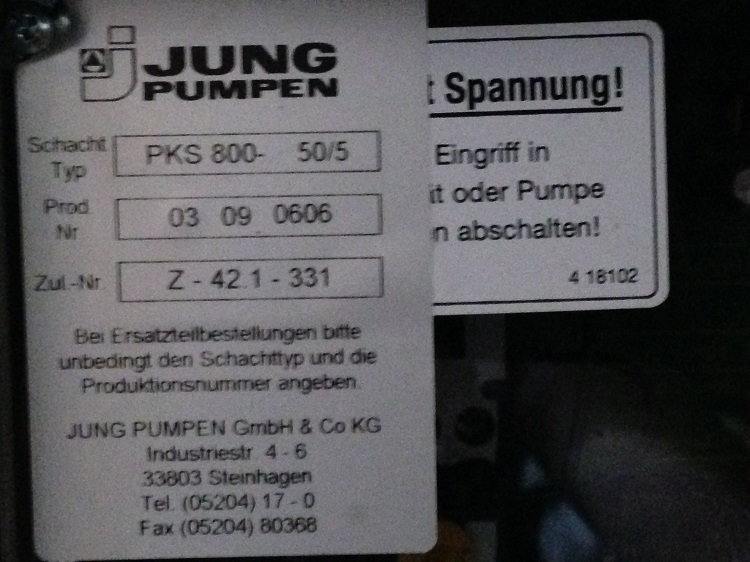 JUNG
PUMPEN
Schacht
Typ
PKS 800- 50/5
Prod
Nr
03 09 0606
Zul.-Nr
Z - 42 1 - 331
Bei Ersatzteilbestellungen bitte
unbedingt den Schachttyp und die
Produktionsnummer angeben.
JUNG PUMPEN GmbH & Co KG
Industriestr. 4 - 6
33803 Steinhagen
Tel. (05204) 17 - 0
Fax (05204) 80368
t Spannung!
Eingriff in
it oder Pumpe
n abschalten!
4 18102